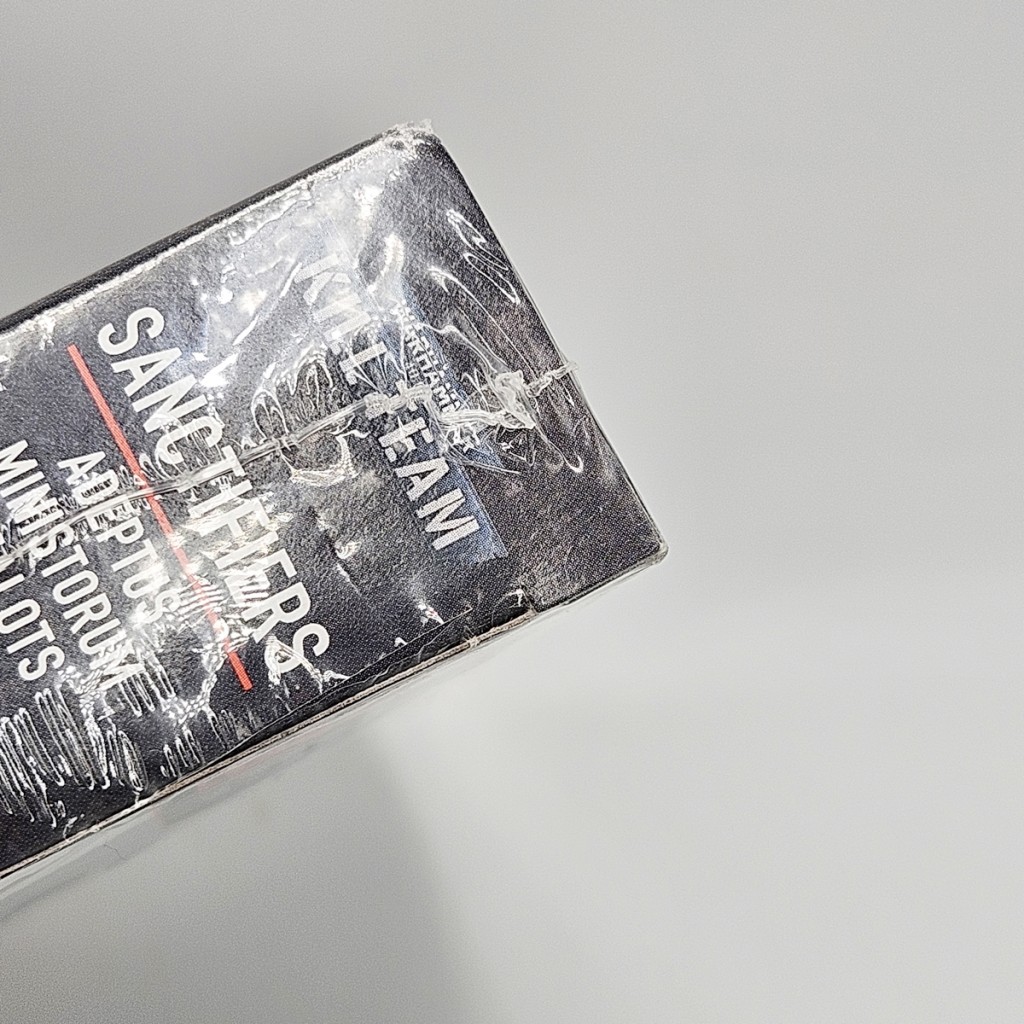 KILL TEAM
SANCTIFIERS
ADEPTUS
MINISTORUM